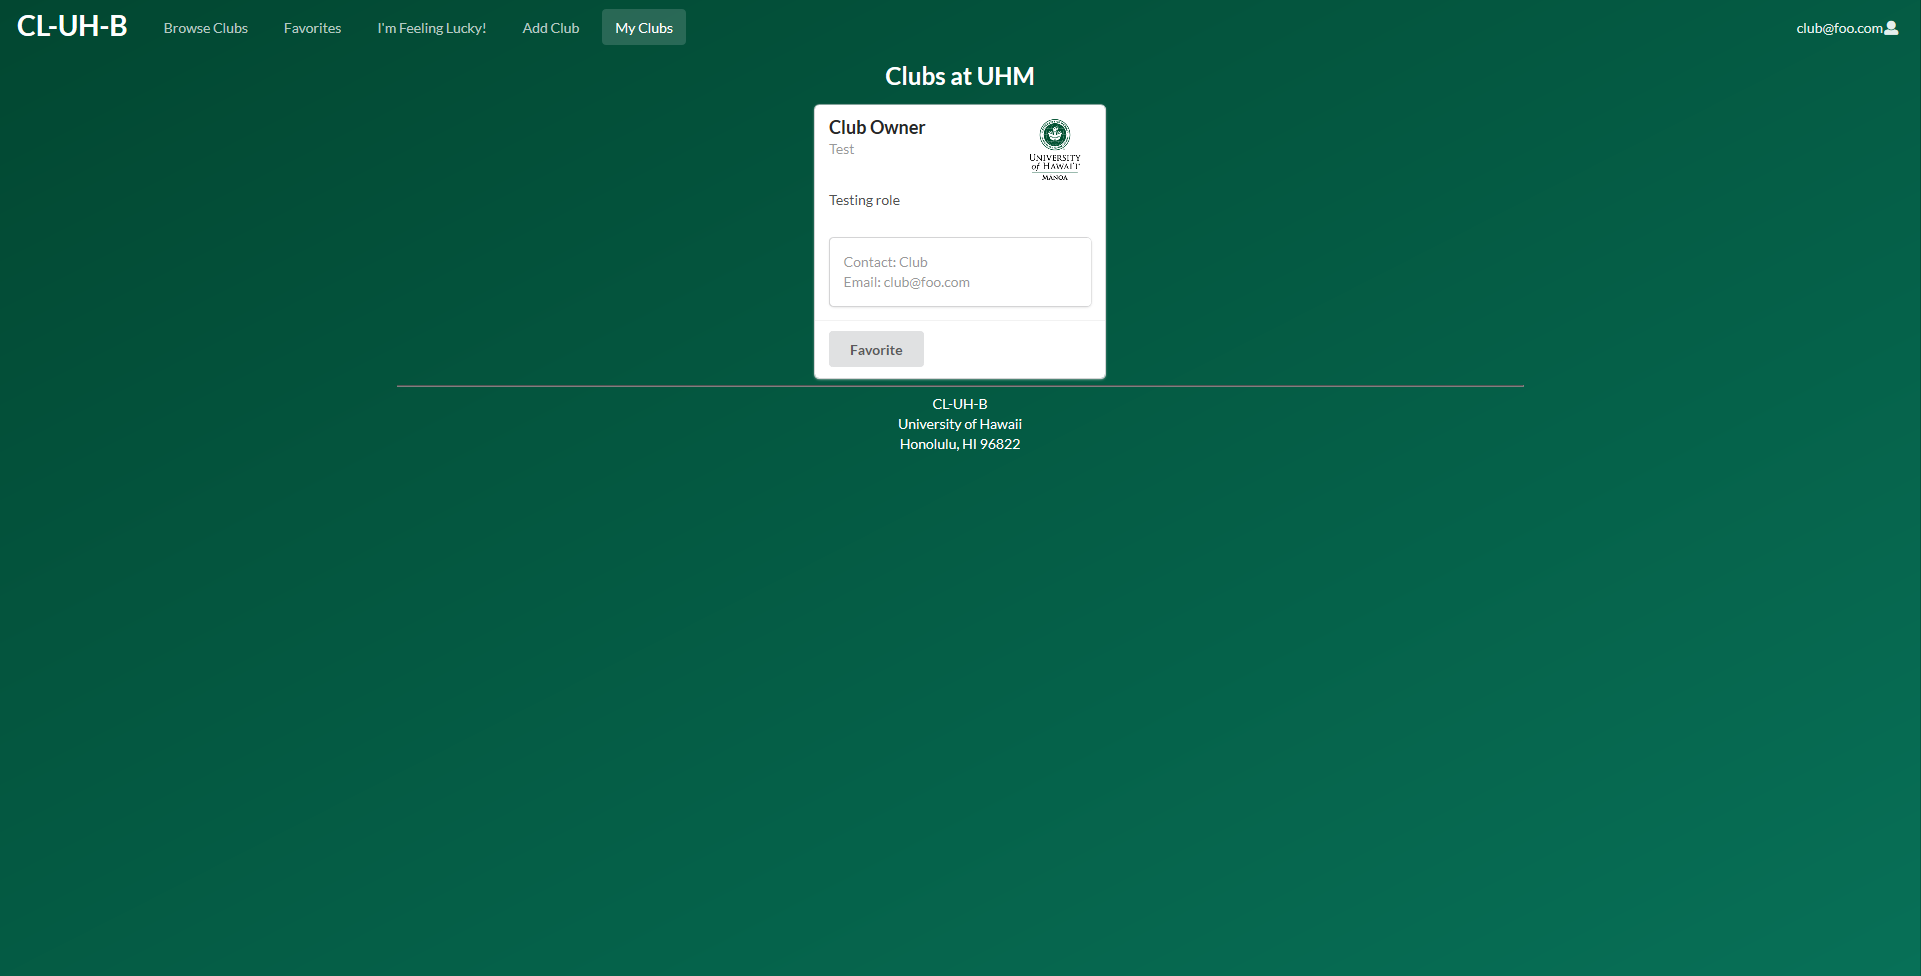 CL-UH-B Browse Clubs Favorites I'm Feeling Lucky! Add Club My Clubs club@foo.com
Clubs at UHM
Club Owner
Test
UNIVERSITY
of HAWAI'I
MĀNOA
Testing role
Contact: Club
Email: club@foo.com
Favorite
CL-UH-B
University of Hawaii
Honolulu, HI 96822